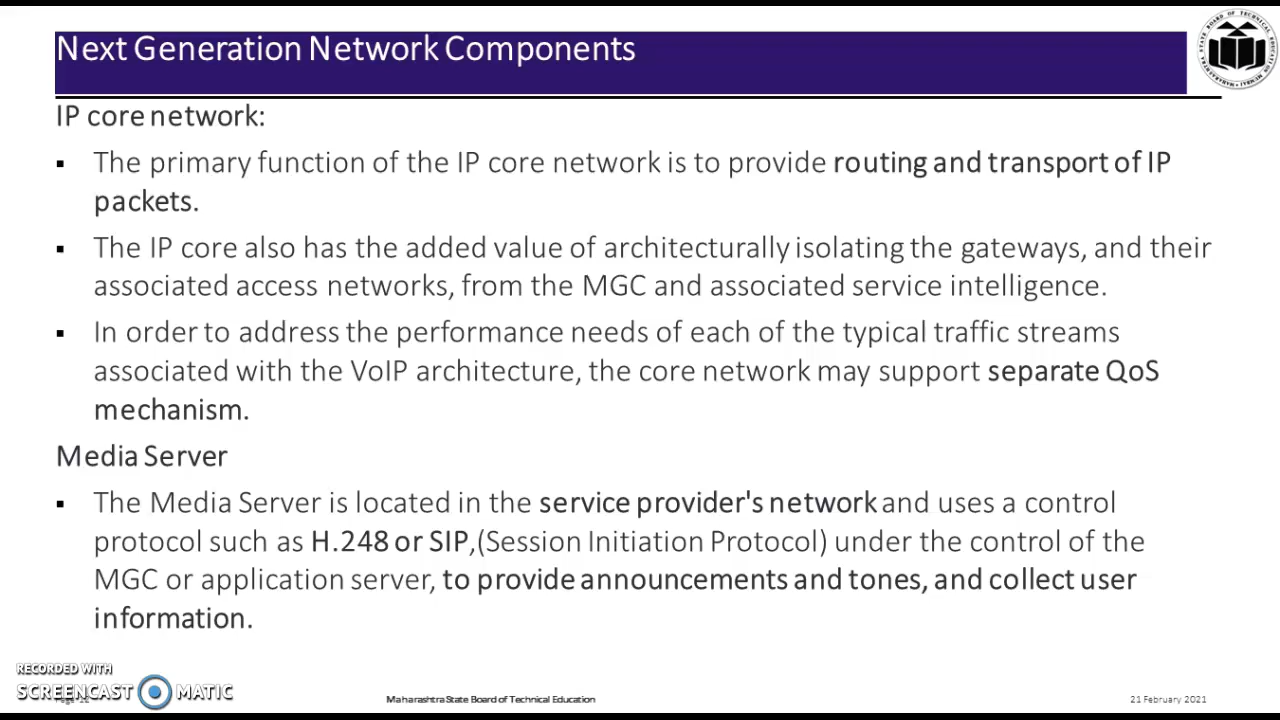 Next Generation Network Components
IP core network:
▪ The primary function of the IP core network is to provide routing and transport of IP
packets.
▪ The IP core also has the added value of architecturally isolating the gateways, and their
associated access networks, from the MGC and associated service intelligence.
▪ In order to address the performance needs of each of the typical traffic streams
associated with the VoIP architecture, the core network may support separate QoS
mechanism.
Media Server
▪ The Media Server is located in the service provider's network and uses a control
protocol such as H.248 or SIP,(Session Initiation Protocol) under the control of the
MGC or application server, to provide announcements and tones, and collect user
information.
RECORDED WITH
SCREENCAST MATIC
Maharashtra State Board of Technical Education
21 February 2021